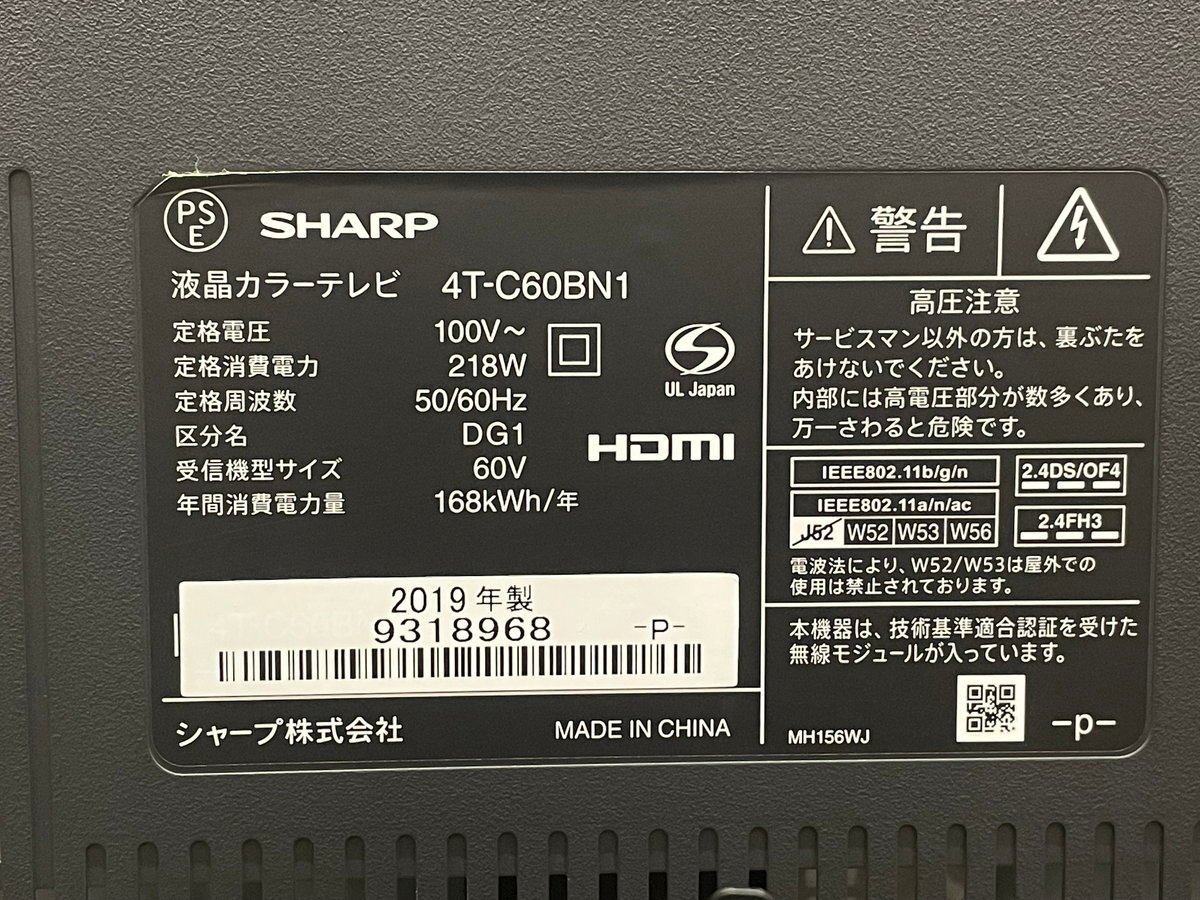 PSE
SHARP
液晶カラーテレビ 4T-C60BN1
定格電圧 100V～
定格消費電力 218W
定格周波数 50/60Hz
区分名 DG1
受信機型サイズ 60V
年間消費電力量 168kWh/年
UL Japan
HDMI
2019 年製
9318968 -P-
シャープ株式会社 MADE IN CHINA
警告
高圧注意
サービスマン以外の方は、裏ぶたを
あけないでください。
内部には高電圧部分が数多くあり、
万一さわると危険です。
IEEE802.11b/g/n
2.4DS/OF4
IEEE802.11a/n/ac
J52 W52 W53 W56
2.4FH3
電波法により、W52/W53は屋外での
使用は禁止されております。
本機器は、技術基準適合認証を受けた
無線モジュールが入っています。
MH156WJ -p-